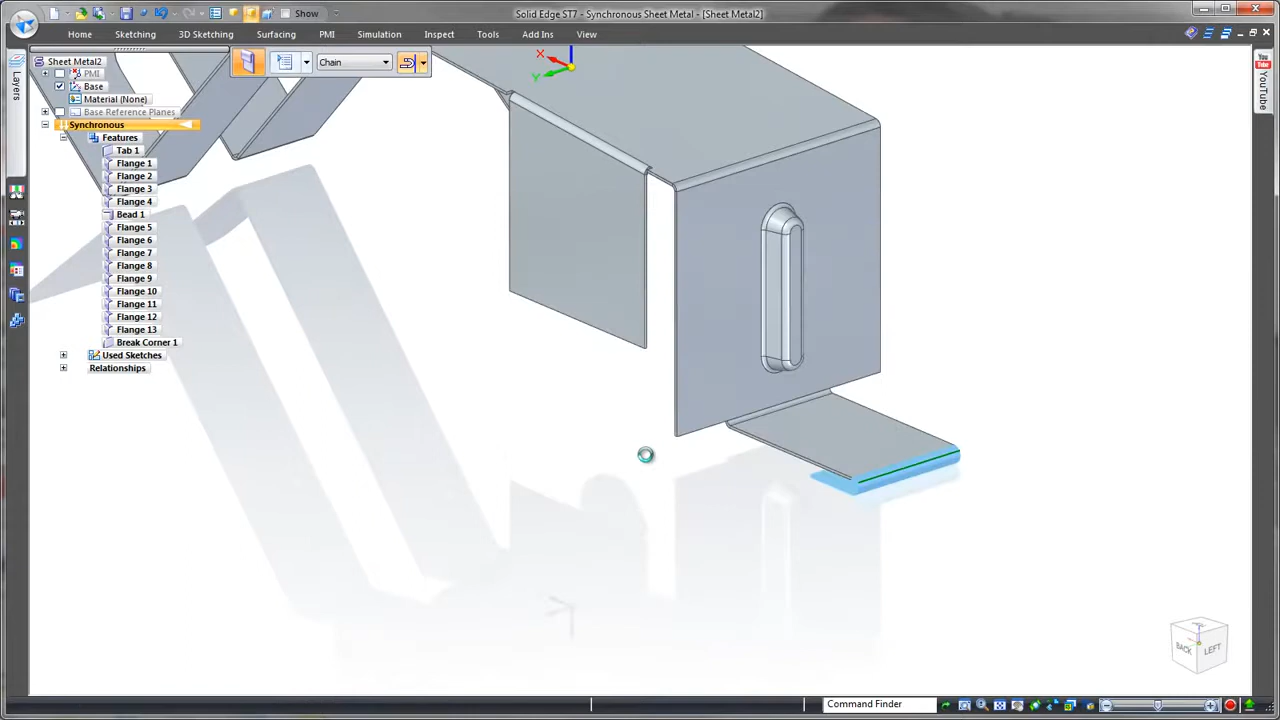 Show
Solid Edge ST7 - Synchronous Sheet Metal - [Sheet Metal2]
Home
Sketching
3D Sketching
Surfacing
PMI
Simulation
Inspect
Tools
Add Ins
View
Layers
Sheet Metal2
Chain
PMI
Base
Material (None)
Base Reference Planes
Synchronous
Features
Tab 1
Flange 1
Flange 2
Flange 3
Flange 4
Bead 1
Flange 5
Flange 6
Flange 7
Flange 8
Flange 9
Flange 10
Flange 11
Flange 12
Flange 13
Break Corner 1
Used Sketches
Relationships
X
Y
YouTube
BACK
LEFT
Command Finder